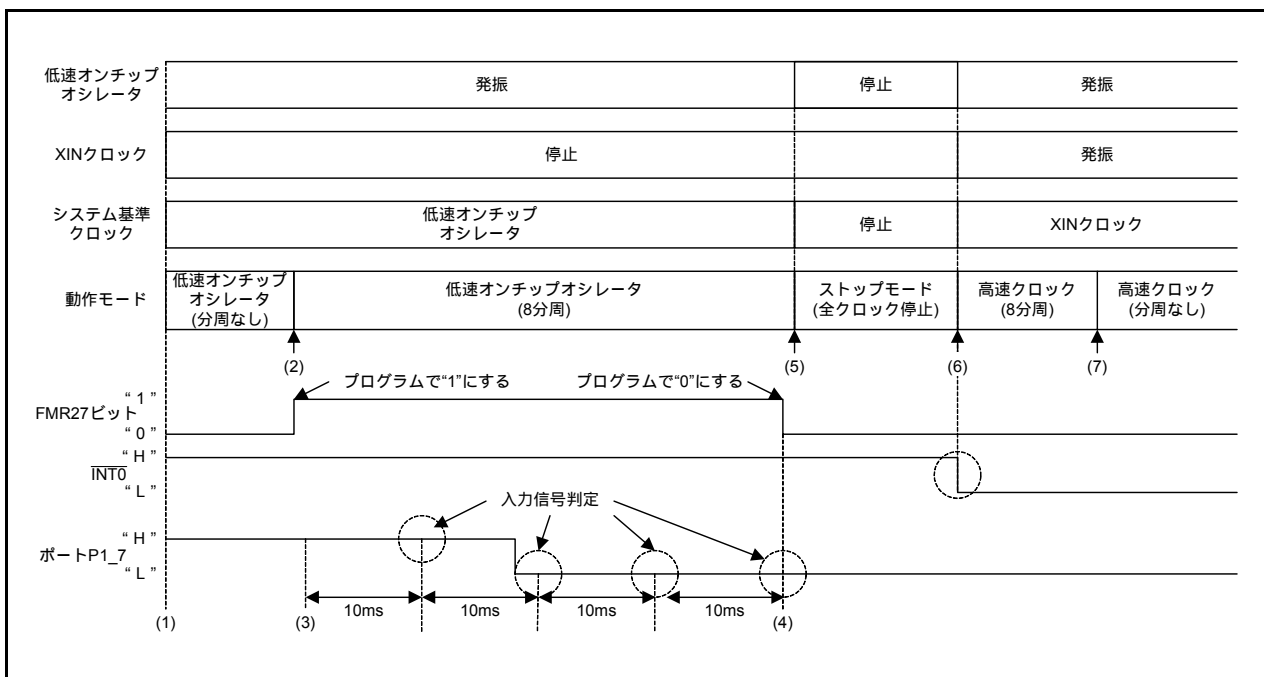 低速オンチップ
オシレータ
発振
停止
発振
XINクロック
停止
発振
システム基準
クロック
低速オンチップ
オシレータ
停止
XINクロック
動作モード
低速オンチップ
オシレータ
(分周なし)
低速オンチップオシレータ
(8分周)
ストップモード
(全クロック停止)
高速クロック
(8分周)
高速クロック
(分周なし)
(2)
(5)
(6)
(7)
プログラムで“1”にする
プログラムで“0”にする
“ 1 ”
FMR27ビット
“ 0 ”
“ H ”
INT0
“ L ”
入力信号判定
“ H ”
ポートP1_7
“ L ”
10ms
10ms
10ms
10ms
(1)
(3)
(4)